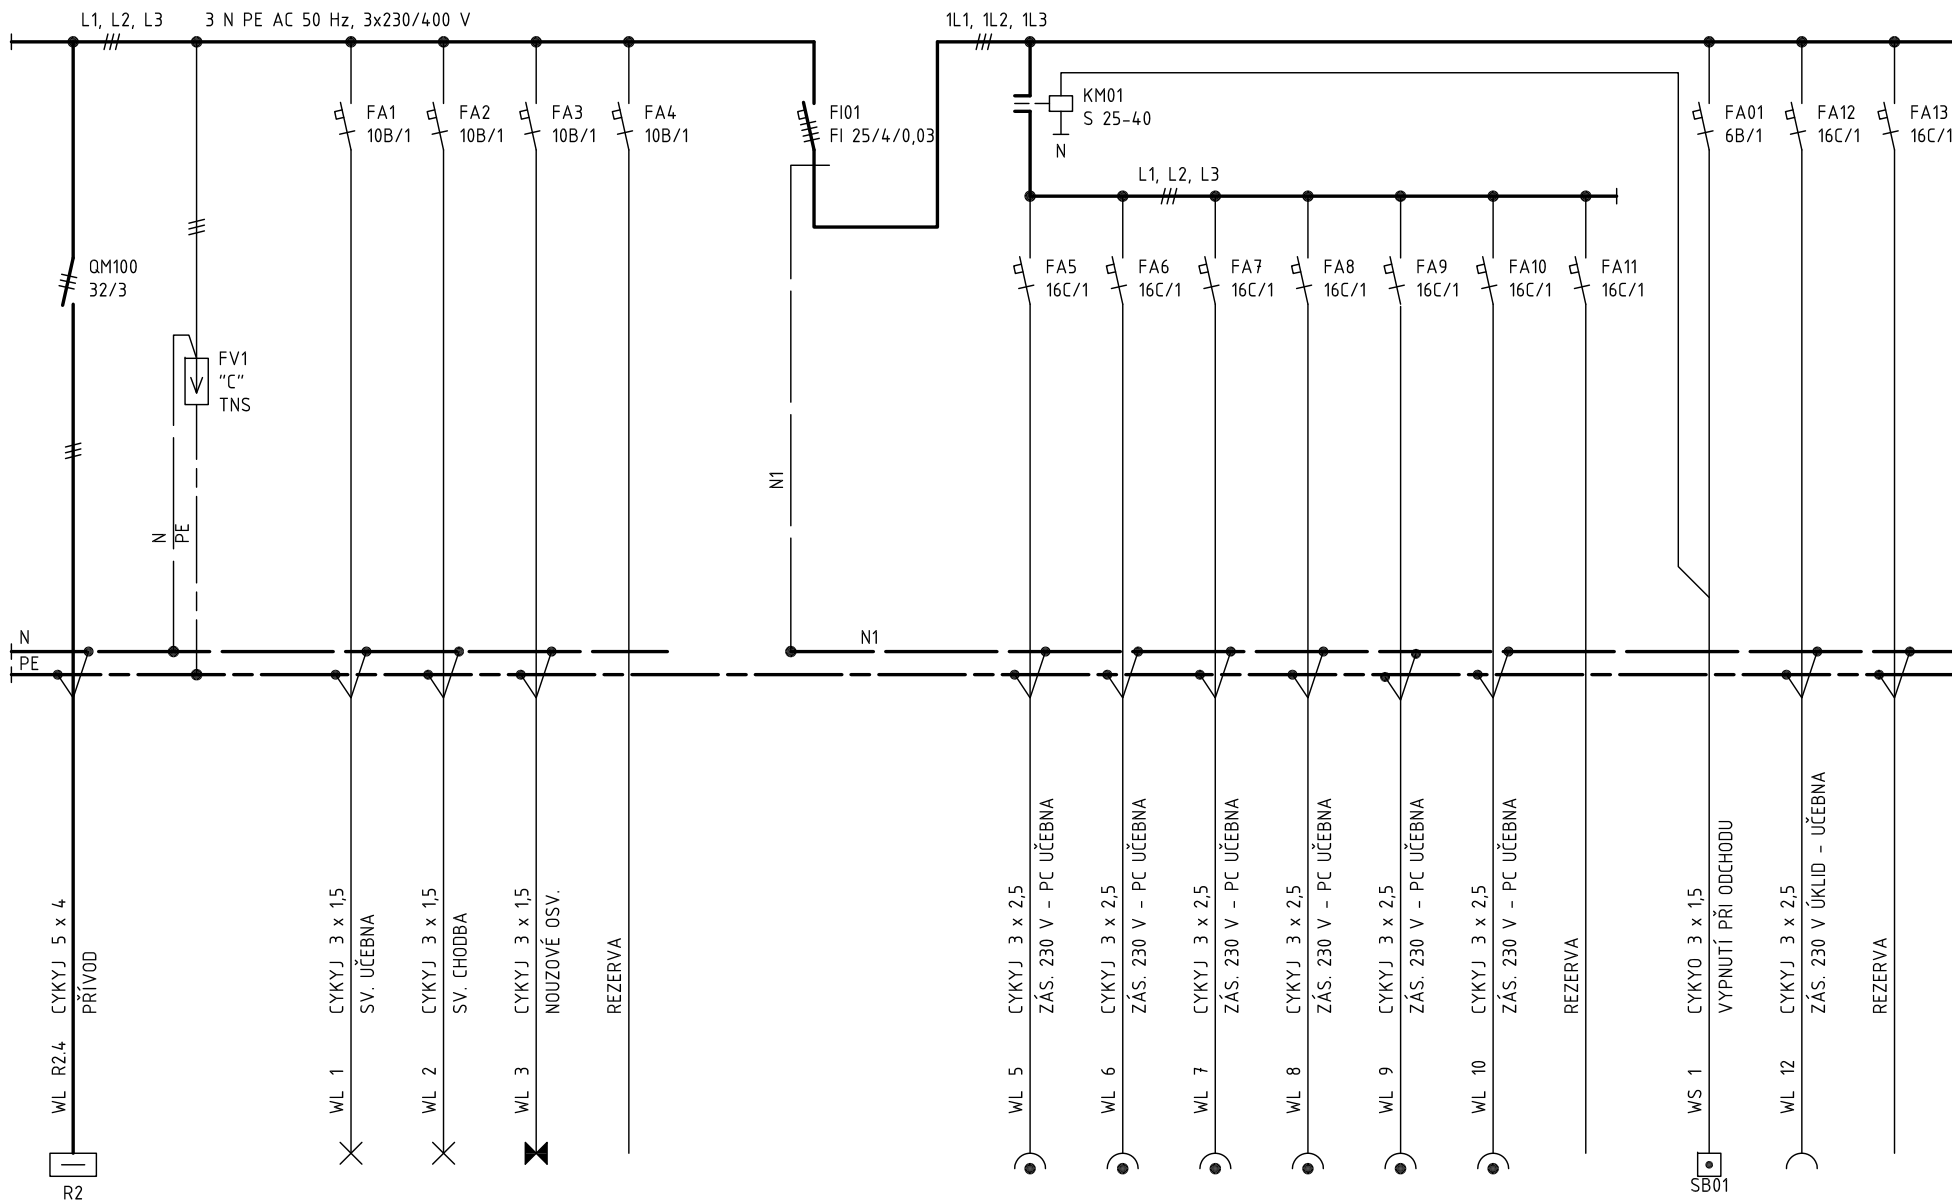 L1, L2, L3
3 N PE AC 50 Hz, 3x230/400 V
1L1, 1L2, 1L3
FA1
10B/1
FA2
10B/1
FA3
10B/1
FA4
10B/1
FI01
FI 25/4/0,03
KM01
S 25-40
N
FA01
6B/1
FA12
16C/1
FA13
16C/1
L1, L2, L3
QM100
32/3
FA5
16C/1
FA6
16C/1
FA7
16C/1
FA8
16C/1
FA9
16C/1
FA10
16C/1
FA11
16C/1
FV1
"C"
TNS
N
PE
N1
N
PE
N1
WL R2.4 CYKYJ 5 x 4
PŘÍVOD
WL 1 CYKYJ 3 x 1,5
SV. UČEBNA
WL 2 CYKYJ 3 x 1,5
SV. CHODBA
WL 3 CYKYJ 3 x 1,5
NOUZOVÉ OSV.
REZERVA
WL 5 CYKYJ 3 x 2,5
ZÁS. 230 V - PC UČEBNA
WL 6 CYKYJ 3 x 2,5
ZÁS. 230 V - PC UČEBNA
WL 7 CYKYJ 3 x 2,5
ZÁS. 230 V - PC UČEBNA
WL 8 CYKYJ 3 x 2,5
ZÁS. 230 V - PC UČEBNA
WL 9 CYKYJ 3 x 2,5
ZÁS. 230 V - PC UČEBNA
WL 10 CYKYJ 3 x 2,5
ZÁS. 230 V - PC UČEBNA
REZERVA
WS 1 CYKYO 3 x 1,5
VYPNUTÍ PŘI ODCHODU
WL 12 CYKYJ 3 x 2,5
ZÁS. 230 V ÚKLID - UČEBNA
REZERVA
R2
SB01